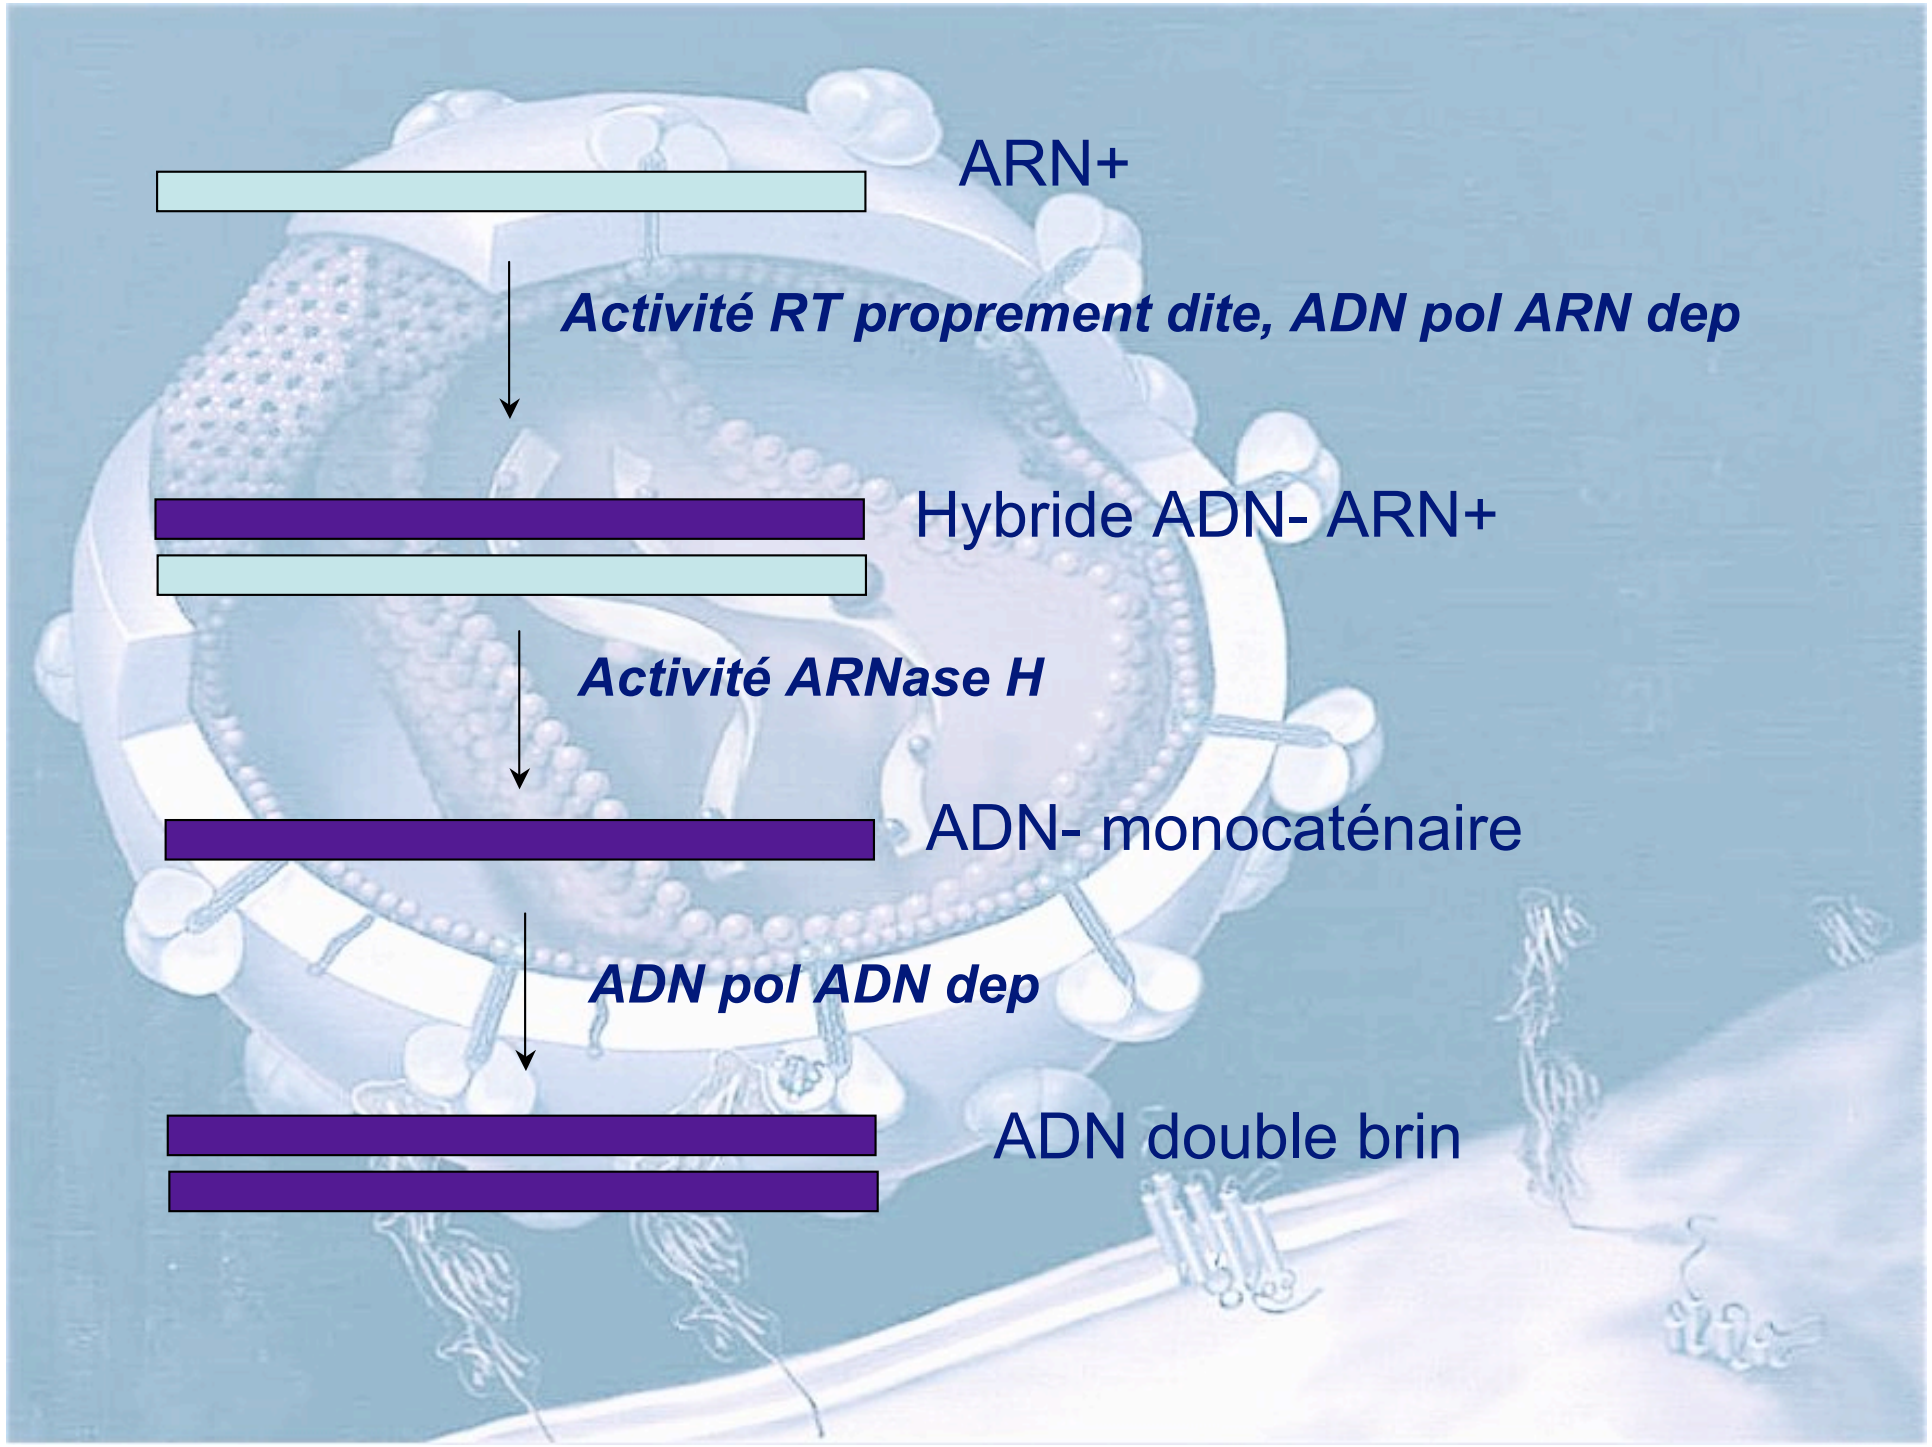 ARN+
Activité RT proprement dite, ADN pol ARN dep
Hybride ADN- ARN+
Activité ARNase H
ADN- monocaténaire
ADN pol ADN dep
ADN double brin